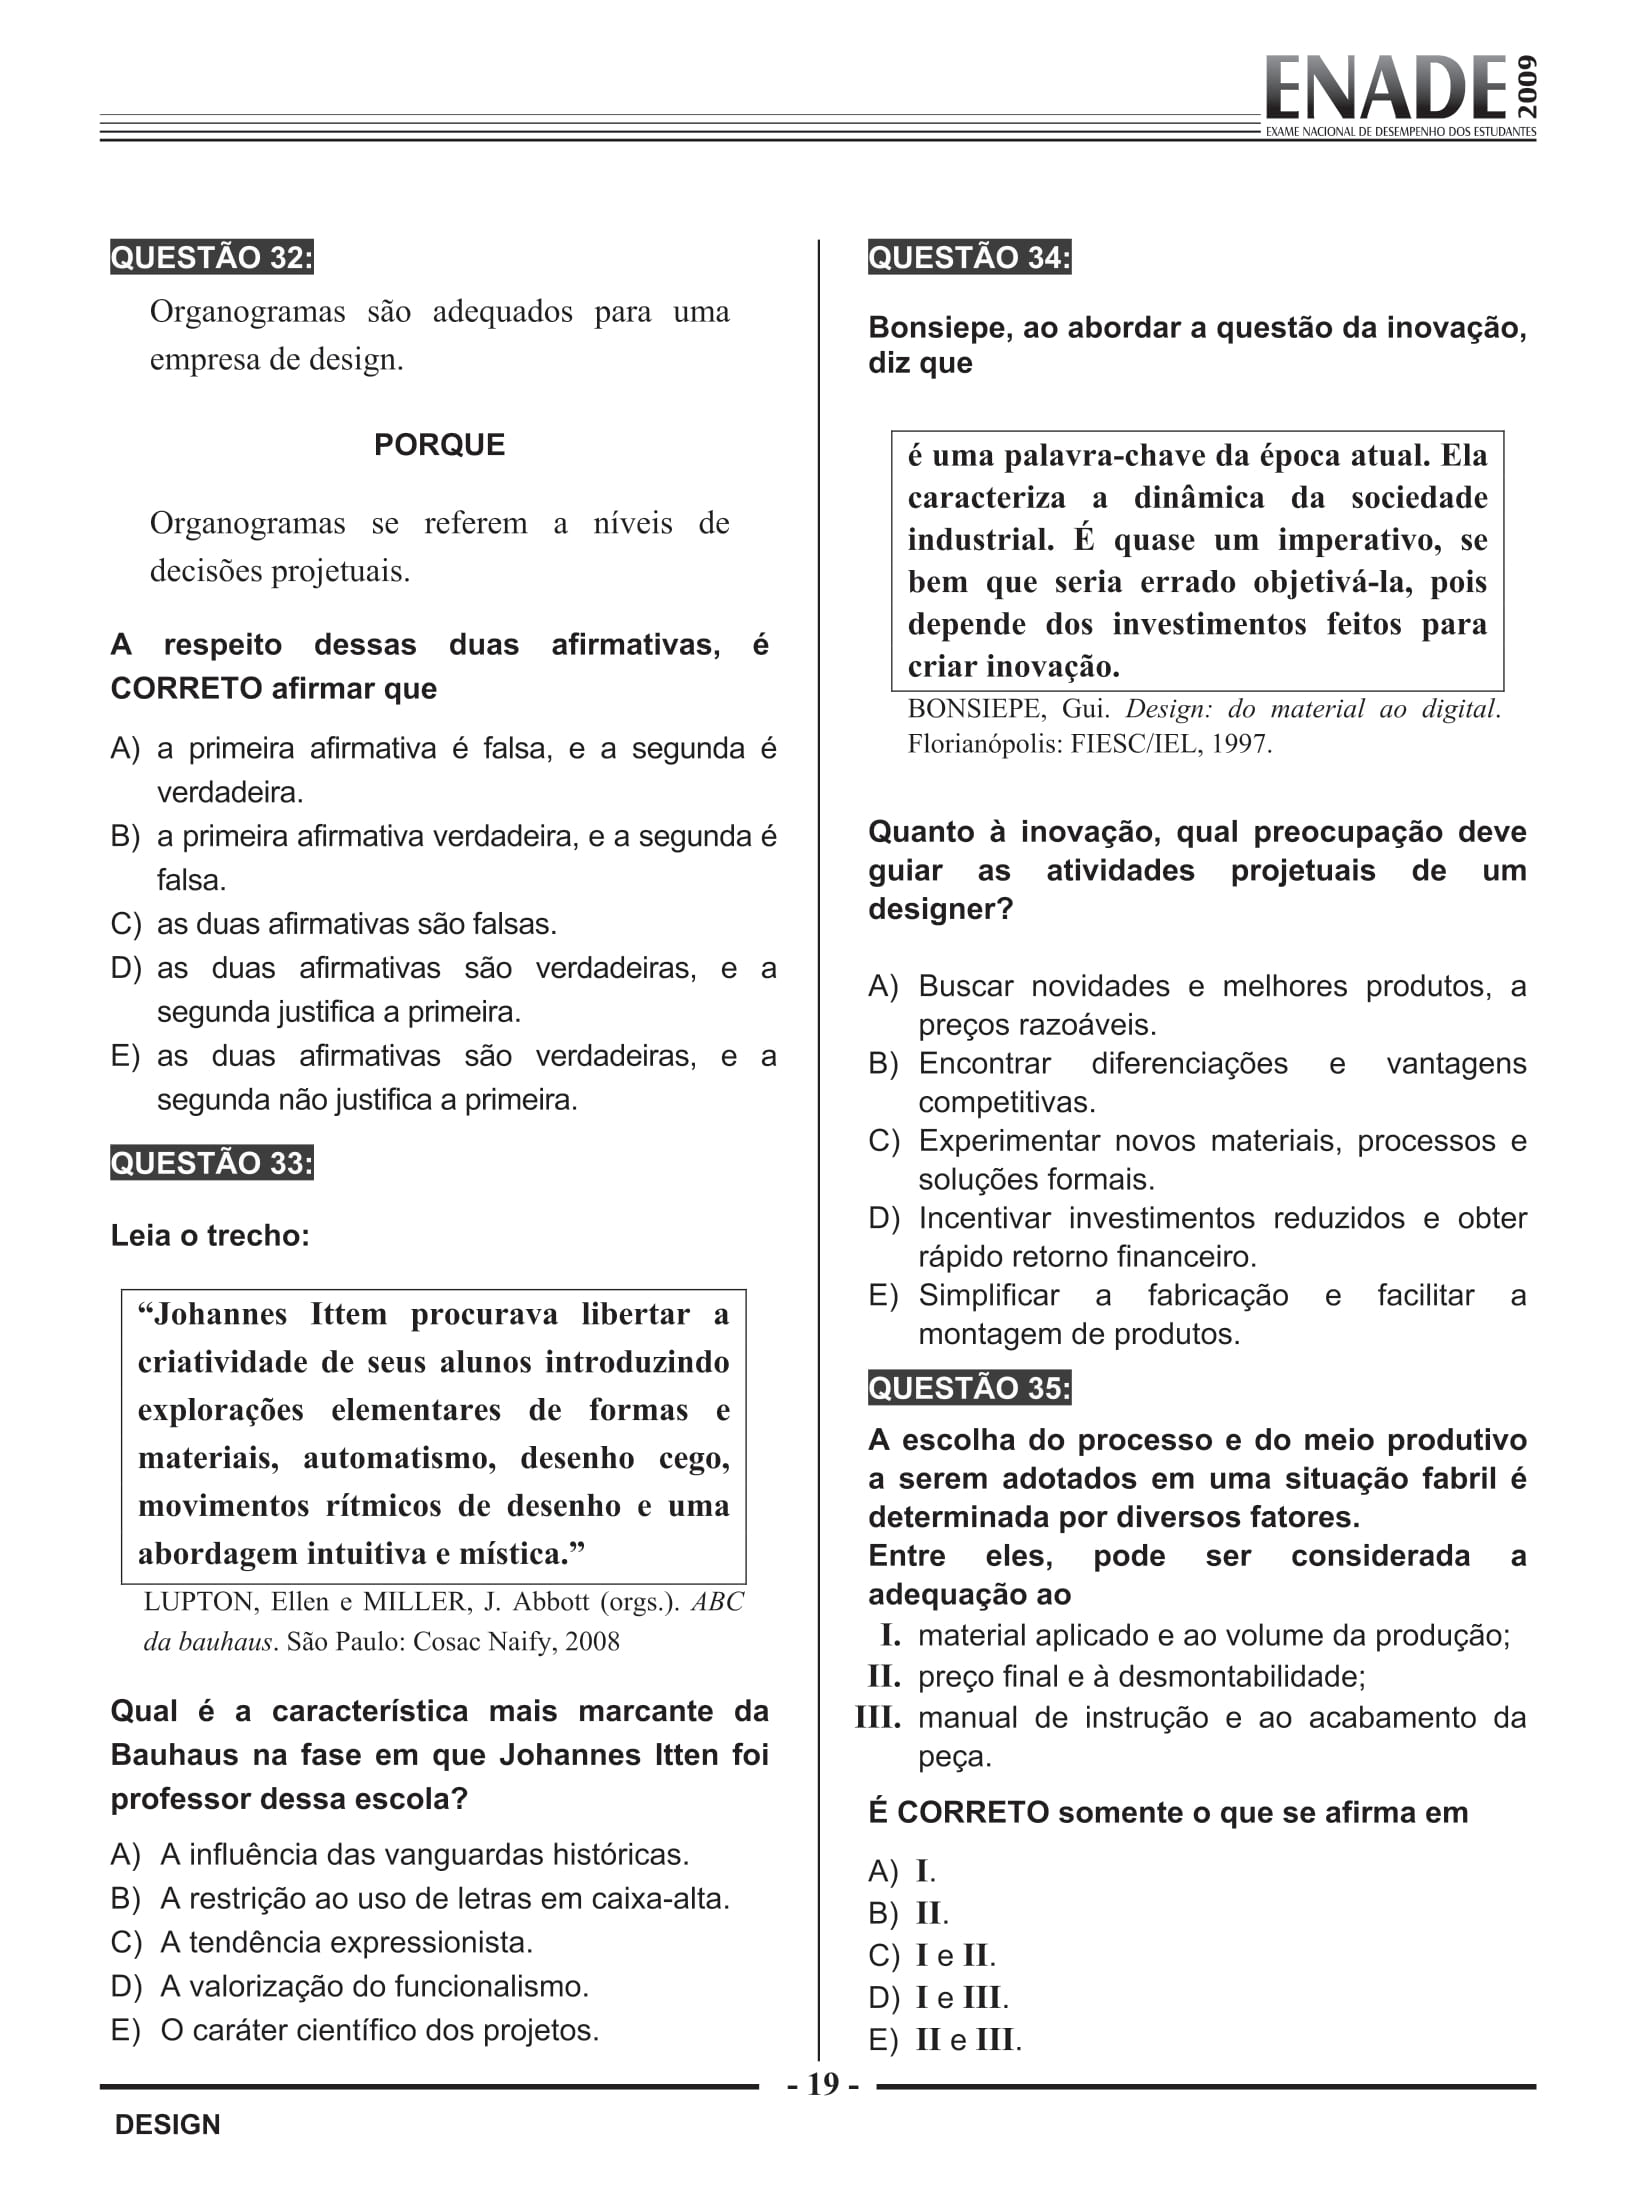 ENADE 2009
EXAME NACIONAL DE DESEMPENHO DOS ESTUDANTES
QUESTÃO 32:
Organogramas são adequados para uma
empresa de design.
PORQUE
Organogramas se referem a níveis de
decisões projetuais.
A respeito dessas duas afirmativas, é
CORRETO afirmar que
A) a primeira afirmativa é falsa, e a segunda é
verdadeira.
B) a primeira afirmativa verdadeira, e a segunda é
falsa.
C) as duas afirmativas são falsas.
D) as duas afirmativas são verdadeiras, e a
segunda justifica a primeira.
E) as duas afirmativas são verdadeiras, e a
segunda não justifica a primeira.
QUESTÃO 33:
Leia o trecho:
“Johannes Ittem procurava libertar a
criatividade de seus alunos introduzindo
explorações elementares de formas e
materiais, automatismo, desenho cego,
movimentos rítmicos de desenho e uma
abordagem intuitiva e mística.”
LUPTON, Ellen e MILLER, J. Abbott (orgs.). ABC
da bauhaus. São Paulo: Cosac Naify, 2008
Qual é a característica mais marcante da
Bauhaus na fase em que Johannes Itten foi
professor dessa escola?
A) A influência das vanguardas históricas.
B) A restrição ao uso de letras em caixa-alta.
C) A tendência expressionista.
D) A valorização do funcionalismo.
E) O caráter científico dos projetos.
QUESTÃO 34:
Bonsiepe, ao abordar a questão da inovação,
diz que
é uma palavra-chave da época atual. Ela
caracteriza a dinâmica da sociedade
industrial. É quase um imperativo, se
bem que seria errado objetivá-la, pois
depende dos investimentos feitos para
criar inovação.
BONSIEPE, Gui. Design: do material ao digital.
Florianópolis: FIESC/IEL, 1997.
Quanto à inovação, qual preocupação deve
guiar as atividades projetuais de um
designer?
A) Buscar novidades e melhores produtos, a
preços razoáveis.
B) Encontrar diferenciações e vantagens
competitivas.
C) Experimentar novos materiais, processos e
soluções formais.
D) Incentivar investimentos reduzidos e obter
rápido retorno financeiro.
E) Simplificar a fabricação e facilitar a
montagem de produtos.
QUESTÃO 35:
A escolha do processo e do meio produtivo
a serem adotados em uma situação fabril é
determinada por diversos fatores.
Entre eles, pode ser considerada a
adequação ao
I. material aplicado e ao volume da produção;
II. preço final e à desmontabilidade;
III. manual de instrução e ao acabamento da
peça.
É CORRETO somente o que se afirma em
A) I.
B) II.
C) I e II.
D) I e III.
E) II e III.
- 19 -
DESIGN